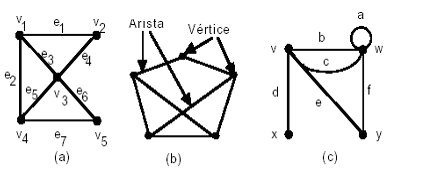 v1 e1 v2
e3 e4
e2
e5 v3 e6
v4 e7 v5
(a)
Arista Vértice
(b)
a
v b w
c
d e f
x y
(c)